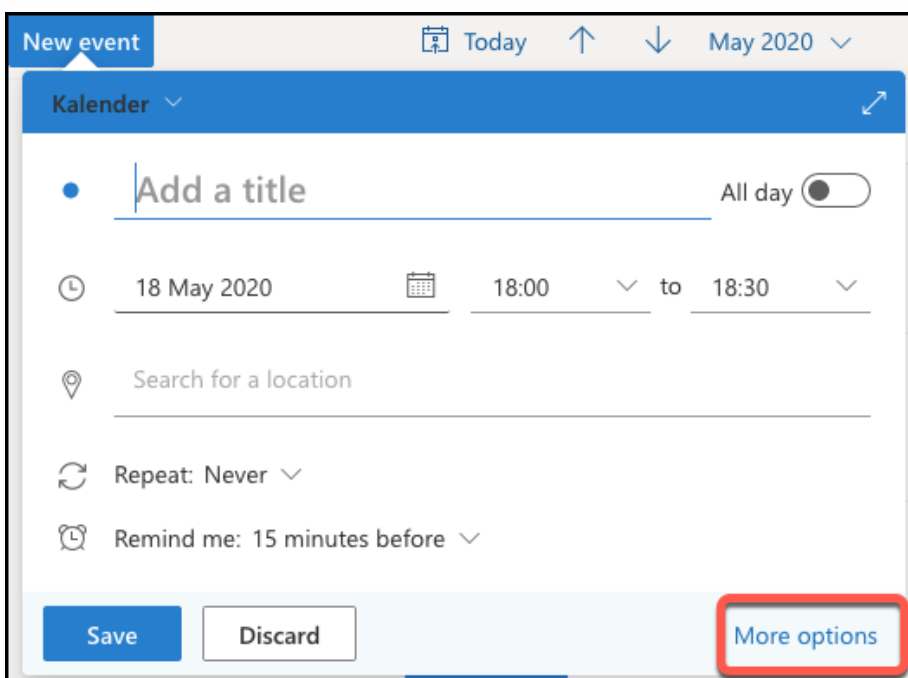 New event Today May 2020
Kalender
Add a title All day
18 May 2020 18:00 to 18:30
Search for a location
Repeat: Never
Remind me: 15 minutes before
Save Discard More options